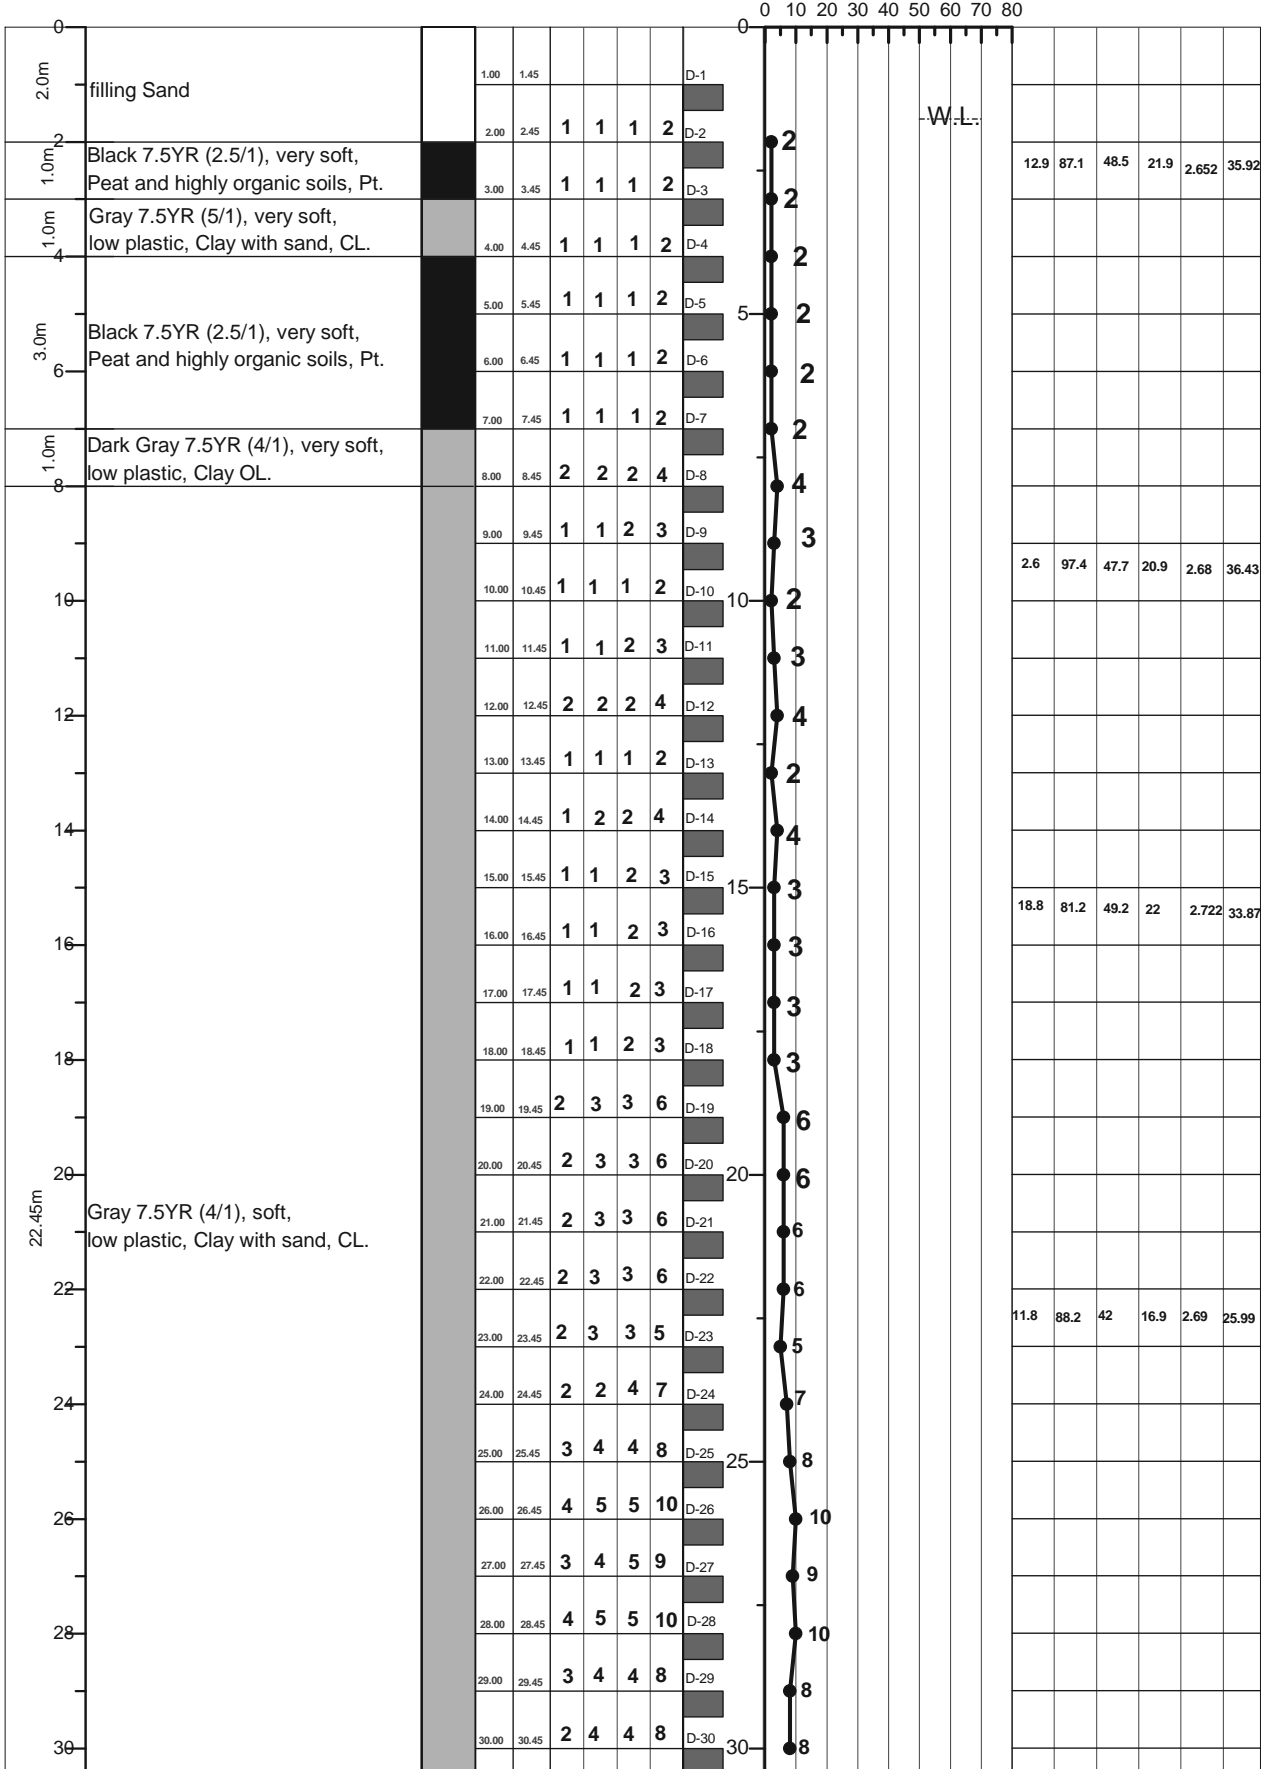 0 10 20 30 40 50 60 70 80
0 0
1.00 1.45 D-1
2.0m filling Sand
W.L.
2.00 2.45 1 1 1 2 D-2
2 2
1.0m Black 7.5YR (2.5/1), very soft,
Peat and highly organic soils, Pt.
12.9 87.1 48.5 21.9 2.652 35.92
3.00 3.45 1 1 1 2 D-3
2
1.0m Gray 7.5YR (5/1), very soft,
low plastic, Clay with sand, CL.
4.00 4.45 1 1 1 2 D-4
4 2
5.00 5.45 1 1 1 2 D-5
5 2
3.0m Black 7.5YR (2.5/1), very soft,
Peat and highly organic soils, Pt.
6.00 6.45 1 1 1 2 D-6
6 2
7.00 7.45 1 1 1 2 D-7
2
1.0m Dark Gray 7.5YR (4/1), very soft,
low plastic, Clay OL.
8.00 8.45 2 2 2 4 D-8
8 4
9.00 9.45 1 1 2 3 D-9
3
2.6 97.4 47.7 20.9 2.68 36.43
10.00 10.45 1 1 1 2 D-10
10 10 2
11.00 11.45 1 1 2 3 D-11
3
12.00 12.45 2 2 2 4 D-12
12 4
13.00 13.45 1 1 1 2 D-13
2
14.00 14.45 1 2 2 4 D-14
14 4
15.00 15.45 1 1 2 3 D-15
15 3
18.8 81.2 49.2 22 2.722 33.87
16.00 16.45 1 1 2 3 D-16
16 3
17.00 17.45 1 1 2 3 D-17
3
18.00 18.45 1 1 2 3 D-18
18 3
19.00 19.45 2 3 3 6 D-19
6
20.00 20.45 2 3 3 6 D-20
20 20 6
22.45m Gray 7.5YR (4/1), soft,
low plastic, Clay with sand, CL.
21.00 21.45 2 3 3 6 D-21
6
22.00 22.45 2 3 3 6 D-22
22 6
11.8 88.2 42 16.9 2.69 25.99
23.00 23.45 2 3 3 5 D-23
5
24.00 24.45 2 2 4 7 D-24
24 7
25.00 25.45 3 4 4 8 D-25
25 8
26.00 26.45 4 5 5 10 D-26
26 10
27.00 27.45 3 4 5 9 D-27
9
28.00 28.45 4 5 5 10 D-28
28 10
29.00 29.45 3 4 4 8 D-29
8
30.00 30.45 2 4 4 8 D-30
30 30 8